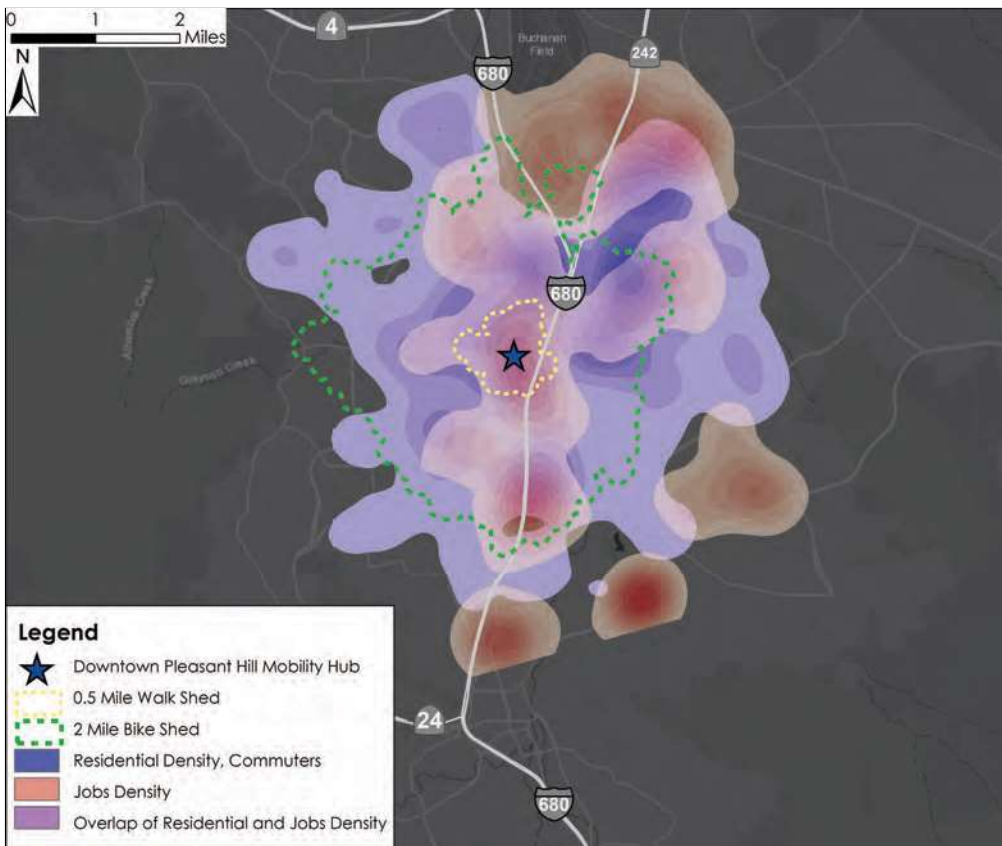 0 1 2
Miles
N
4
Buchanan
Field
680
242
680
Grayson Creek
Legend
Downtown Pleasant Hill Mobility Hub
0.5 Mile Walk Shed
2 Mile Bike Shed
Residential Density, Commuters
Jobs Density
Overlap of Residential and Jobs Density
24
680